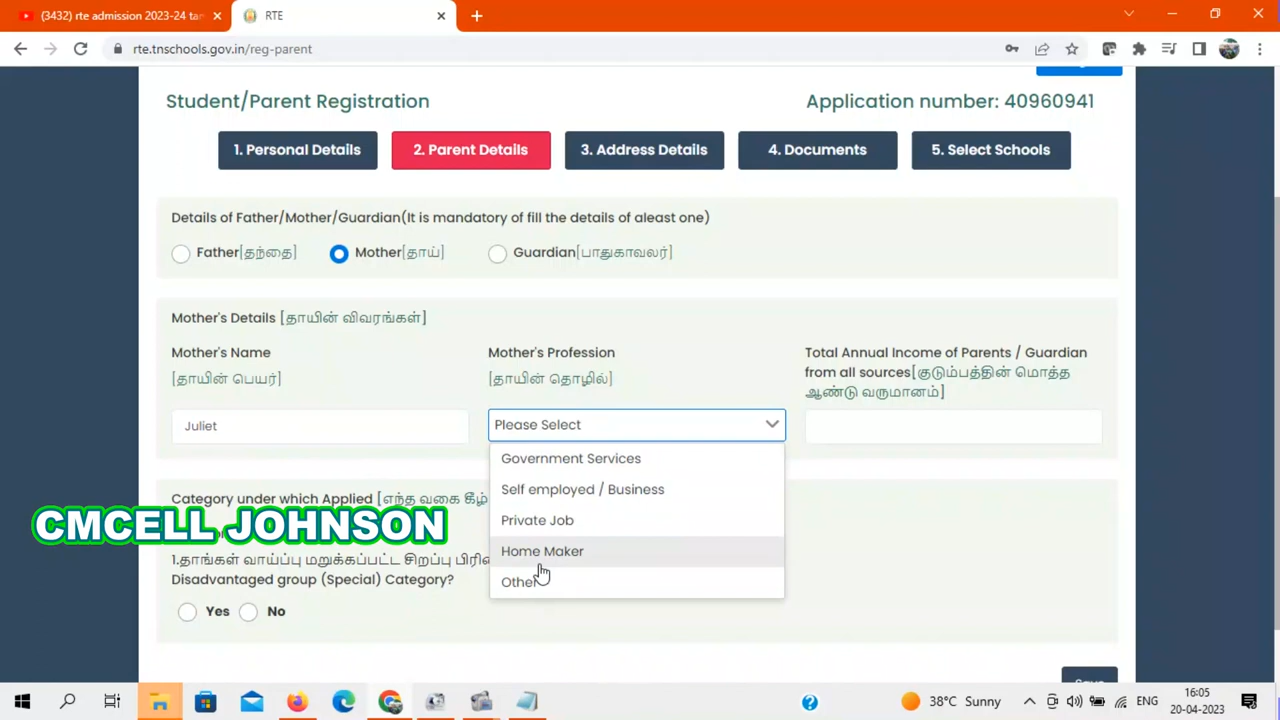 (3432) rte admission 2023-24 tar
RTE
rte.tnschools.gov.in/reg-parent
Student/Parent Registration
Application number: 40960941
1. Personal Details
2. Parent Details
3. Address Details
4. Documents
5. Select Schools
Details of Father/Mother/Guardian(It is mandatory of fill the details of aleast one)
Father[தந்தை]
Mother[தாய்]
Guardian[பாதுகாவலர்]
Mother's Details [தாயின் விவரங்கள்]
Mother's Name
[தாயின் பெயர்]
Mother's Profession
[தாயின் தொழில்]
Total Annual Income of Parents / Guardian
from all sources[குடும்பத்தின் மொத்த
ஆண்டு வருமானம்]
Juliet
Please Select
Government Services
Self employed / Business
Private Job
Home Maker
Other
Category under which Applied [எந்த வகை கீழ்
CMCELL JOHNSON
1.தாங்கள் வாய்ப்பு மறுக்கப்பட்ட சிறப்பு
Disadvantaged group (Special) Category?
Yes
No
Save
38°C Sunny
ENG
16:05
20-04-2023